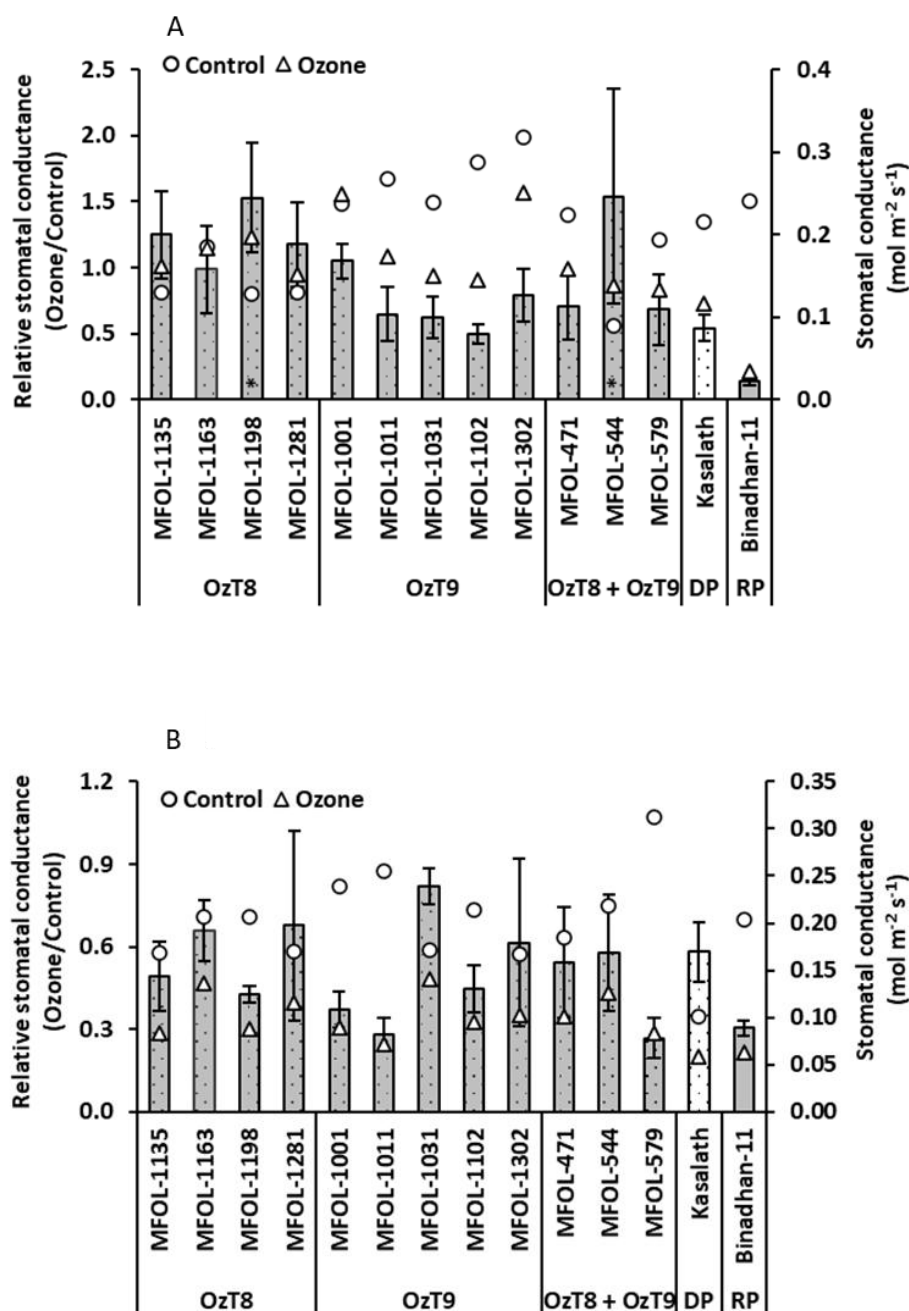 A
Control Ozone
Relative stomatal conductance
(Ozone/Control)
2.5
2.0
1.5
1.0
0.5
0.0
0.4
0.3
0.2
0.1
0.0
Stomatal conductance
(mol m⁻² s⁻¹)
*
*
MFOL-1135
MFOL-1163
MFOL-1198
MFOL-1281
MFOL-1001
MFOL-1011
MFOL-1031
MFOL-1102
MFOL-1302
MFOL-471
MFOL-544
MFOL-579
Kasalath
Binadhan-11
OzT8 OzT9 OzT8 + OzT9 DP RP
B
Control Ozone
Relative stomatal conductance
(Ozone/Control)
1.2
0.9
0.6
0.3
0.0
0.35
0.30
0.25
0.20
0.15
0.10
0.05
0.00
Stomatal conductance
(mol m⁻² s⁻¹)
MFOL-1135
MFOL-1163
MFOL-1198
MFOL-1281
MFOL-1001
MFOL-1011
MFOL-1031
MFOL-1102
MFOL-1302
MFOL-471
MFOL-544
MFOL-579
Kasalath
Binadhan-11
OzT8 OzT9 OzT8 + OzT9 DP RP